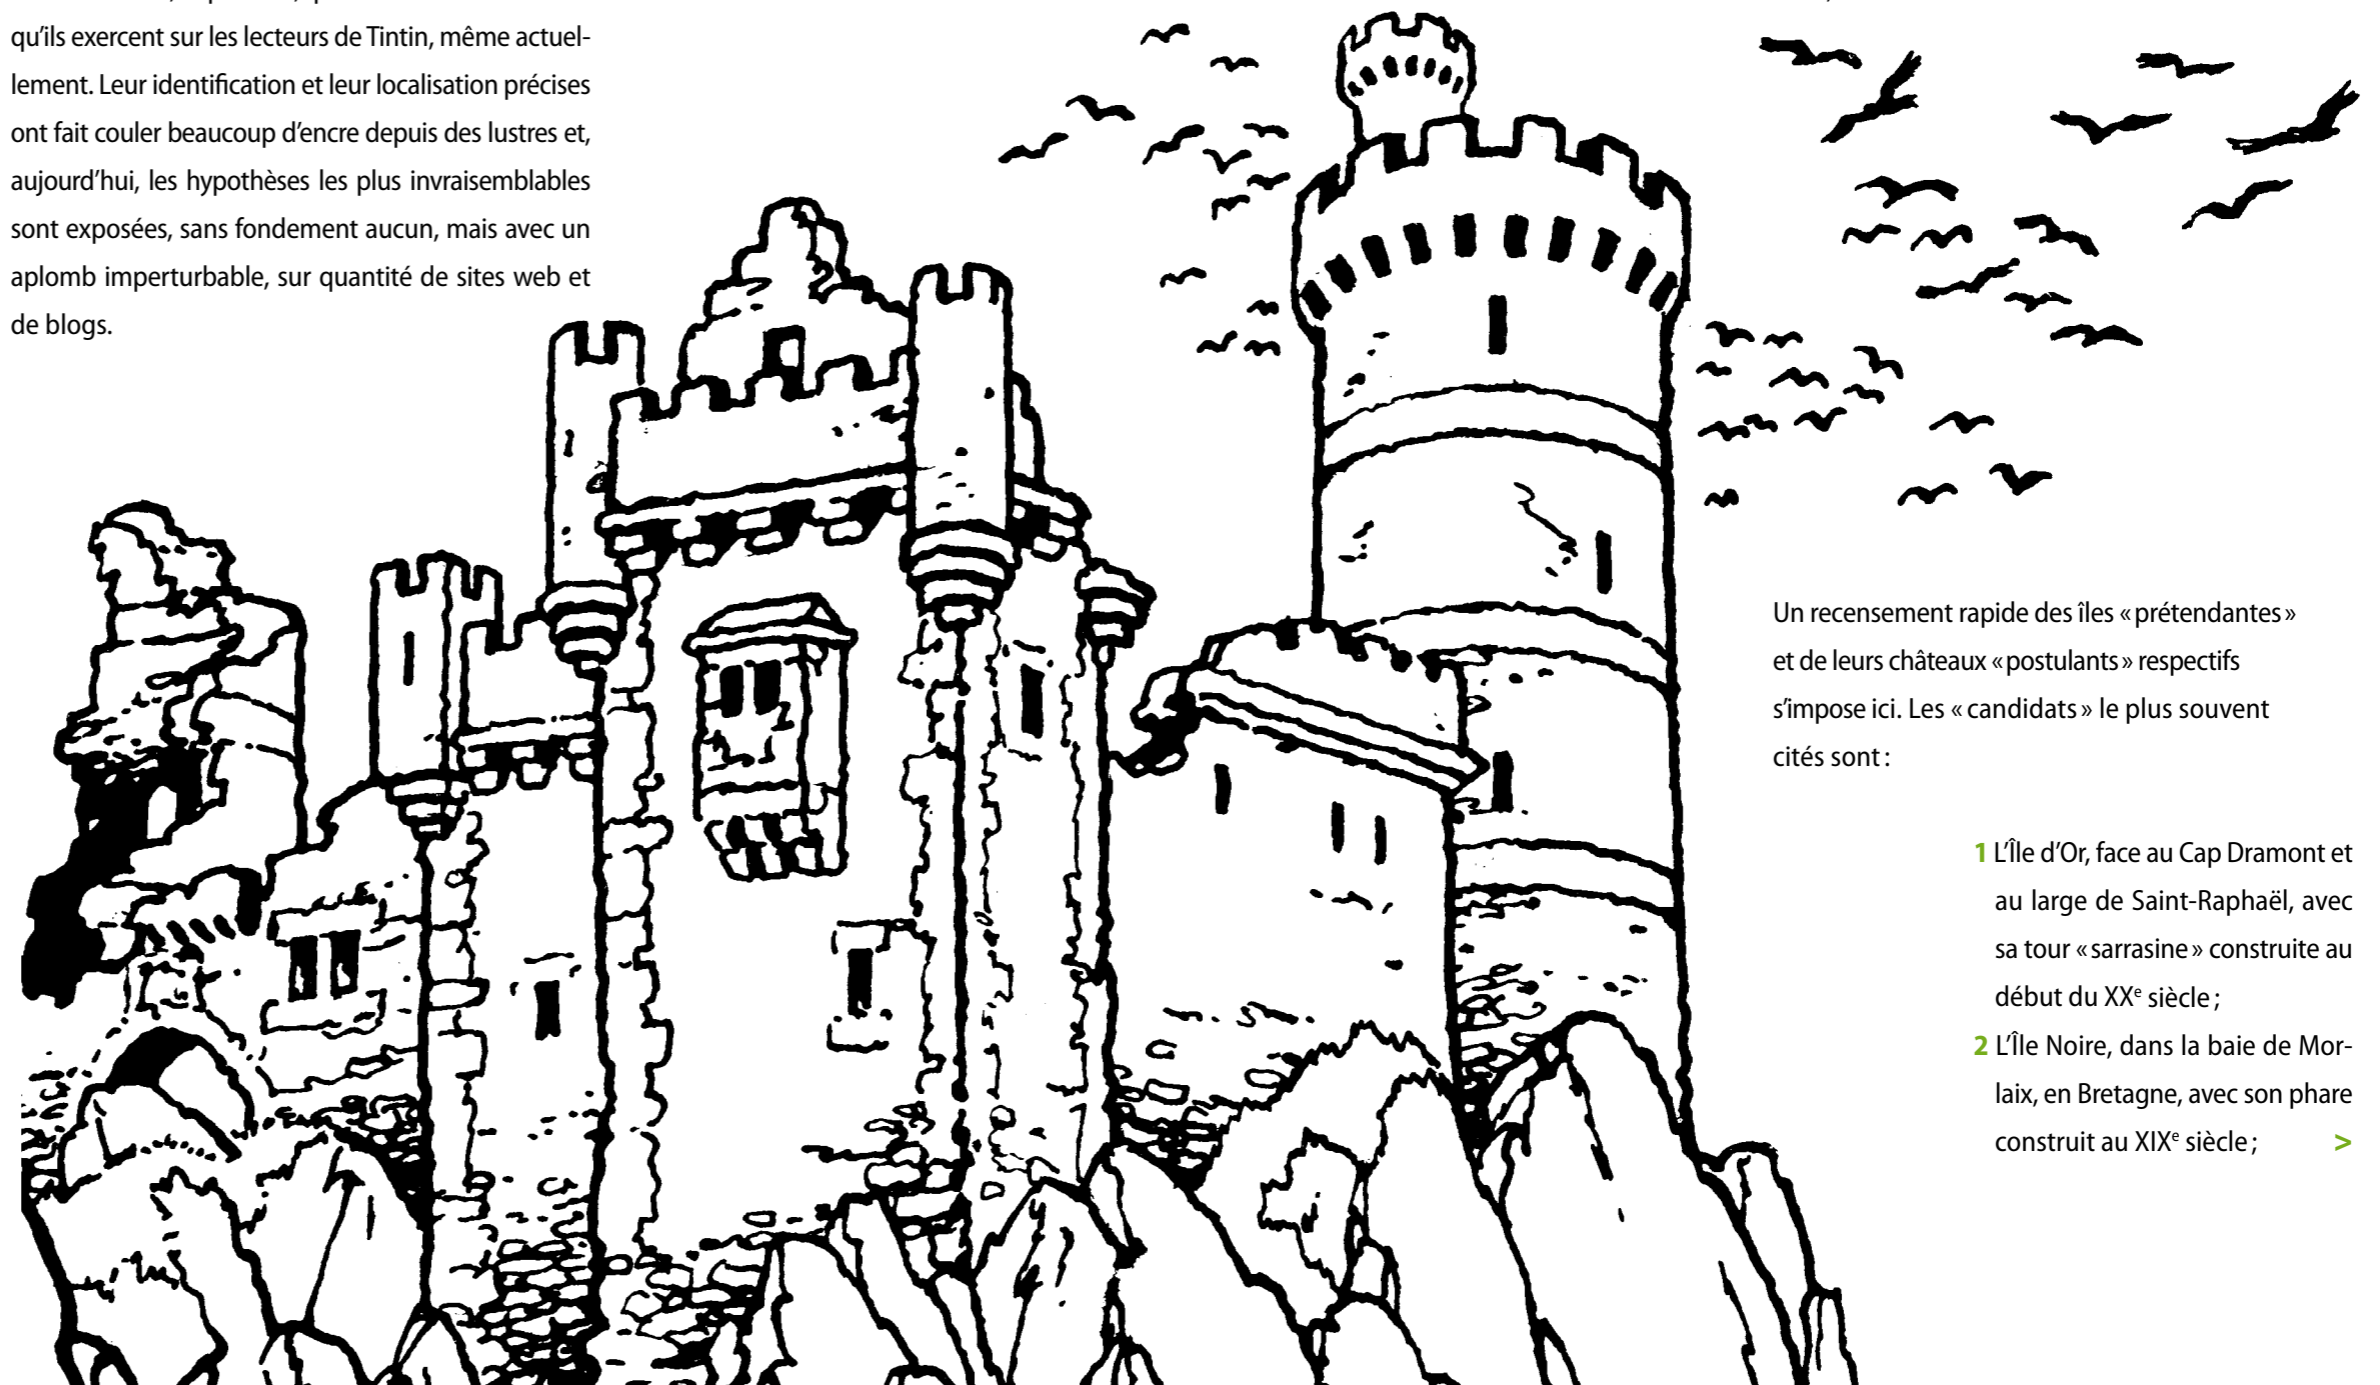 qu’ils exercent sur les lecteurs de Tintin, même actuel-
lement. Leur identification et leur localisation précises
ont fait couler beaucoup d’encre depuis des lustres et,
aujourd’hui, les hypothèses les plus invraisemblables
sont exposées, sans fondement aucun, mais avec un
aplomb imperturbable, sur quantité de sites web et
de blogs.
Un recensement rapide des îles « prétendantes »
et de leurs châteaux « postulants » respectifs
s’impose ici. Les « candidats » le plus souvent
cités sont :
1 L’Île d’Or, face au Cap Dramont et
au large de Saint-Raphaël, avec
sa tour « sarrasine » construite au
début du XXe siècle ;
2 L’Île Noire, dans la baie de Mor-
laix, en Bretagne, avec son phare
construit au XIXe siècle ; >